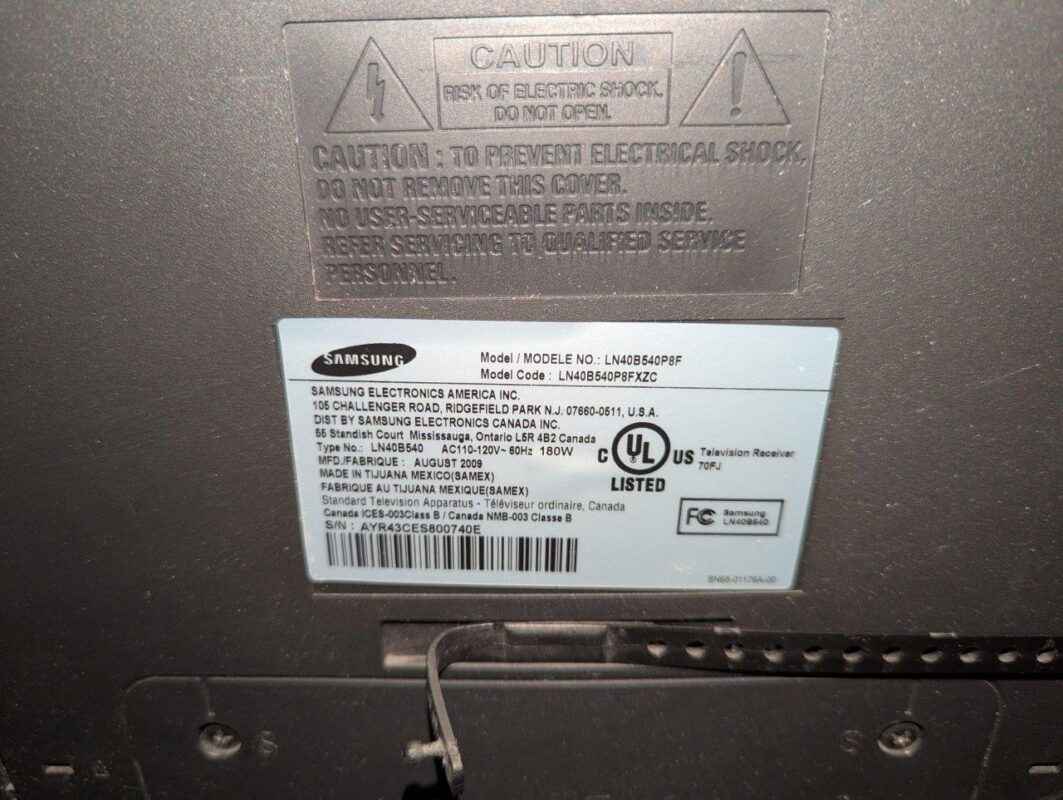 CAUTION
RISK OF ELECTRIC SHOCK.
DO NOT OPEN.
CAUTION : TO PREVENT ELECTRICAL SHOCK,
DO NOT REMOVE THIS COVER.
NO USER-SERVICEABLE PARTS INSIDE.
REFER SERVICING TO QUALIFIED SERVICE
PERSONNEL.
SAMSUNG
Model / MODELE NO.: LN40B540P8F
Model Code : LN40B540P8FXZC
SAMSUNG ELECTRONICS AMERICA INC.
105 CHALLENGER ROAD, RIDGEFIELD PARK N.J. 07660-0511, U.S.A.
DIST BY SAMSUNG ELECTRONICS CANADA INC.
55 Standish Court Mississauga, Ontario L5R 4B2 Canada
Type No.: LN40B540 AC110-120V~ 60Hz 180W
MFD./FABRIQUE : AUGUST 2009
MADE IN TIJUANA MEXICO(SAMEX)
FABRIQUE AU TIJUANA MEXIQUE(SAMEX)
Standard Television Apparatus - Téléviseur ordinaire, Canada
Canada ICES-003Class B / Canada NMB-003 Classe B
S/N : AYR43CES800740E
C UL US
LISTED
Television Receiver
70FJ
FC Samsung
LN40B540
BN68-01176A-00
S S